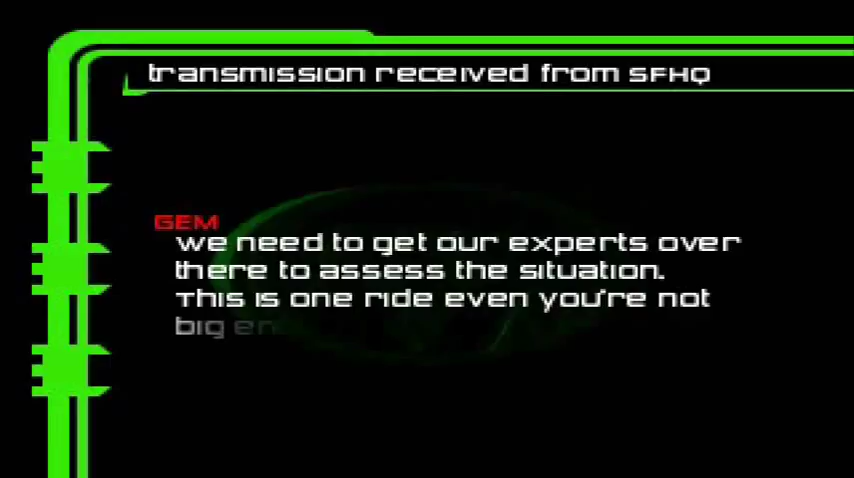 transmission received from SFHQ
GEM
we need to get our experts over
there to assess the situation.
This is one ride even you're not
big en